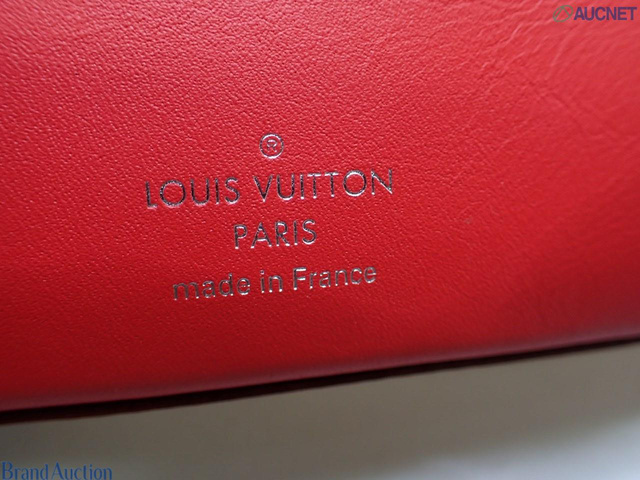 AUCNET
®
LOUIS VUITTON
PARIS
made in France
Brand Auction